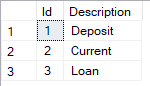 Id Description
1 1 Deposit
2 2 Current
3 3 Loan